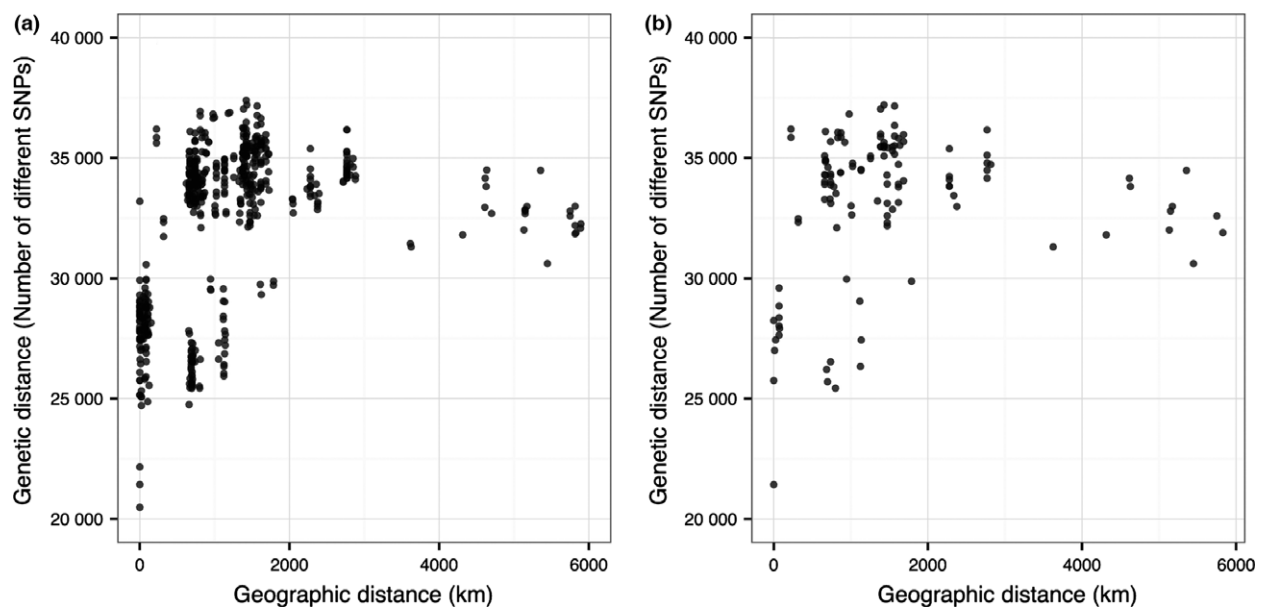 (a)
Genetic distance (Number of different SNPs)
40 000
35 000
30 000
25 000
20 000
0 2000 4000 6000
Geographic distance (km)
(b)
Genetic distance (Number of different SNPs)
40 000
35 000
30 000
25 000
20 000
0 2000 4000 6000
Geographic distance (km)